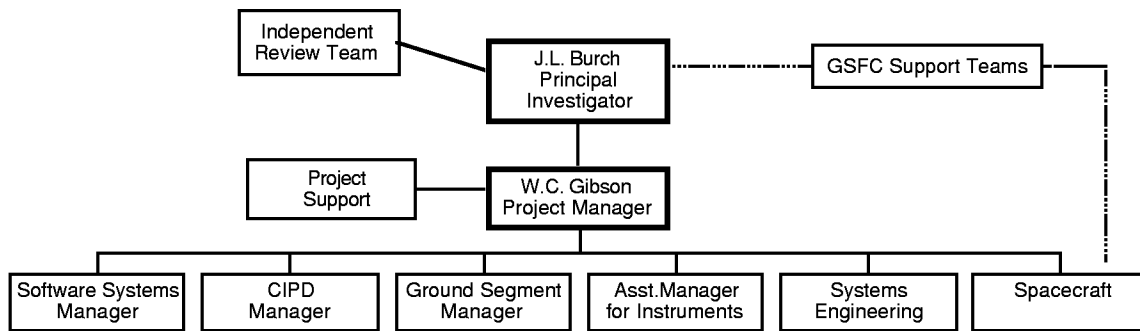 Independent
Review Team
J.L. Burch
Principal
Investigator
GSFC Support Teams
Project
Support
W.C. Gibson
Project Manager
Software Systems
Manager
CIPD
Manager
Ground Segment
Manager
Asst.Manager
for Instruments
Systems
Engineering
Spacecraft